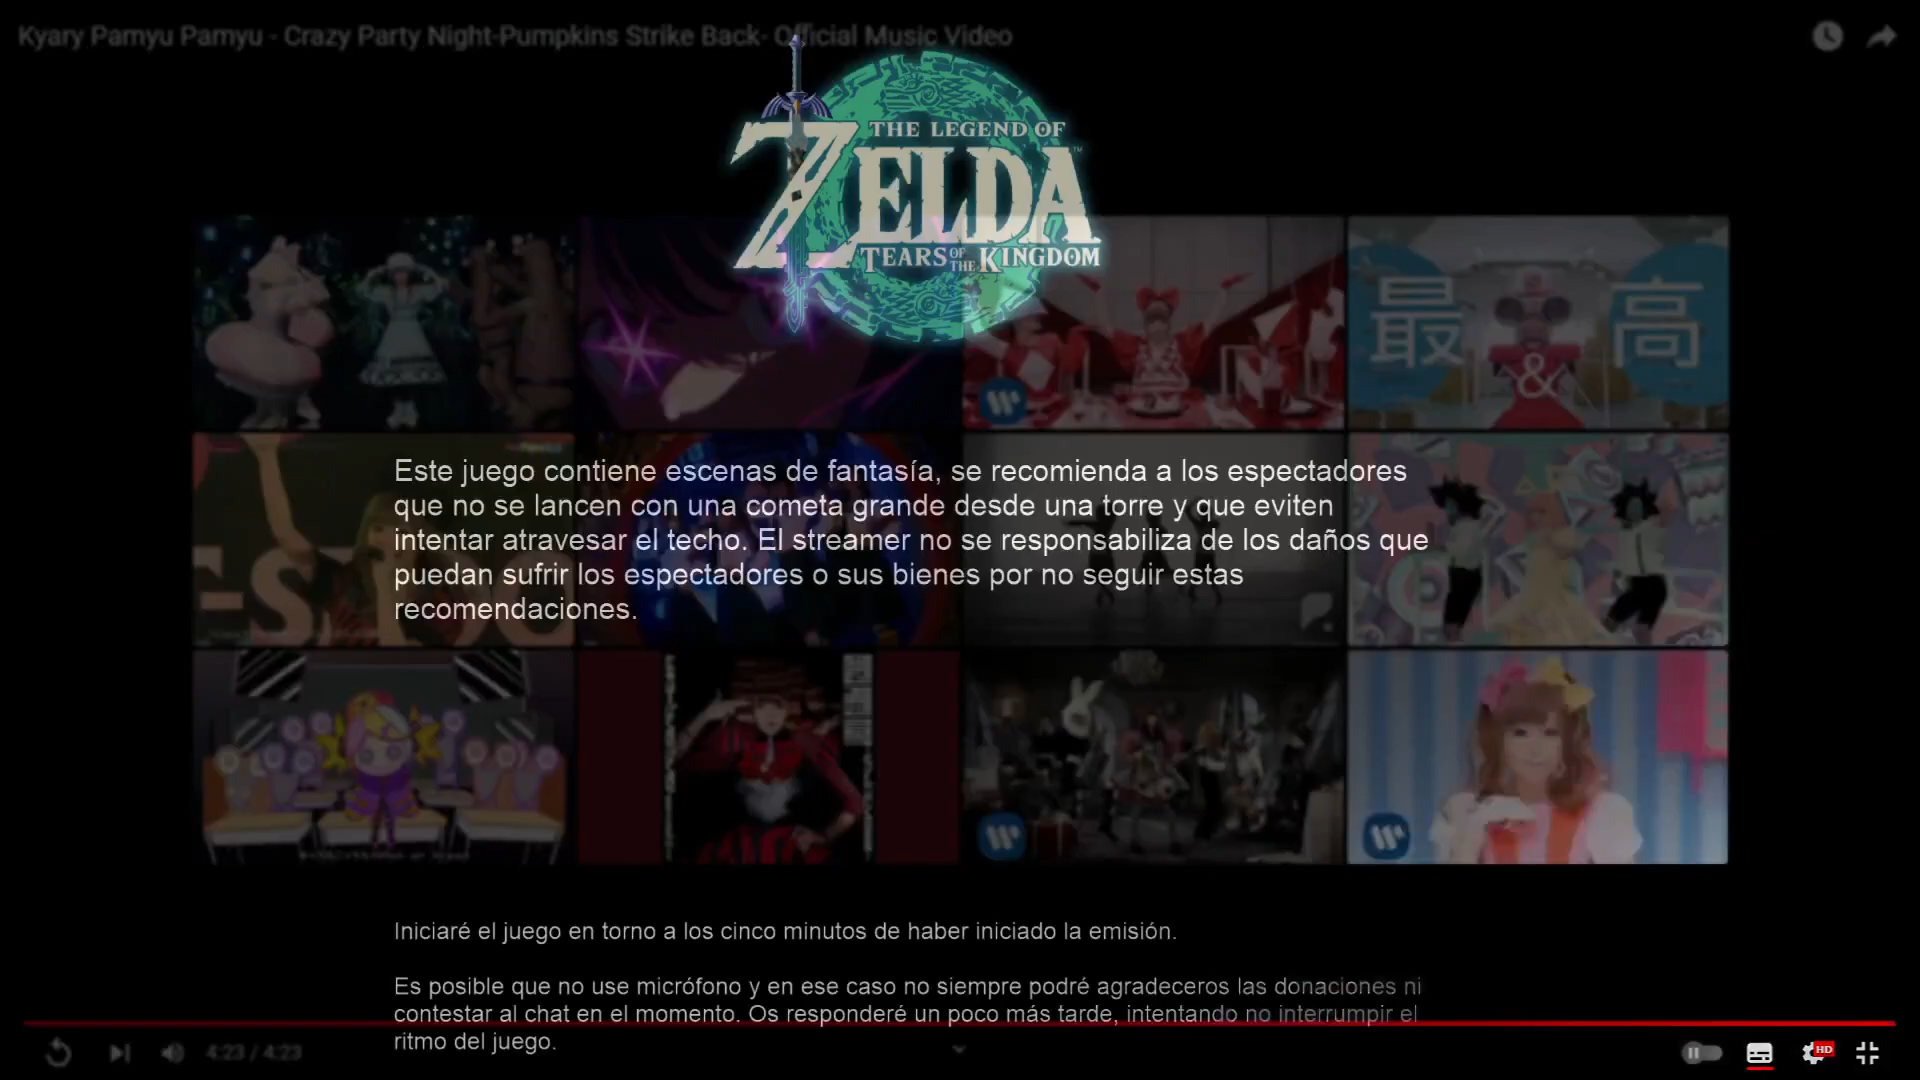 Kyary Pamyu Pamyu - Crazy Party Night-Pumpkins Strike Back- Official Music Video
THE LEGEND OF
ZELDA
TEARS OF THE KINGDOM
最&高
Este juego contiene escenas de fantasía, se recomienda a los espectadores
que no se lancen con una cometa grande desde una torre y que eviten
intentar atravesar el techo. El streamer no se responsabiliza de los daños que
puedan sufrir los espectadores o sus bienes por no seguir estas
recomendaciones.
Iniciaré el juego en torno a los cinco minutos de haber iniciado la emisión.
Es posible que no use micrófono y en ese caso no siempre podré agradeceros las donaciones ni
contestar al chat en el momento. Os responderé un poco más tarde, intentando no interrumpir el
ritmo del juego.
4:23 / 4:23
HD